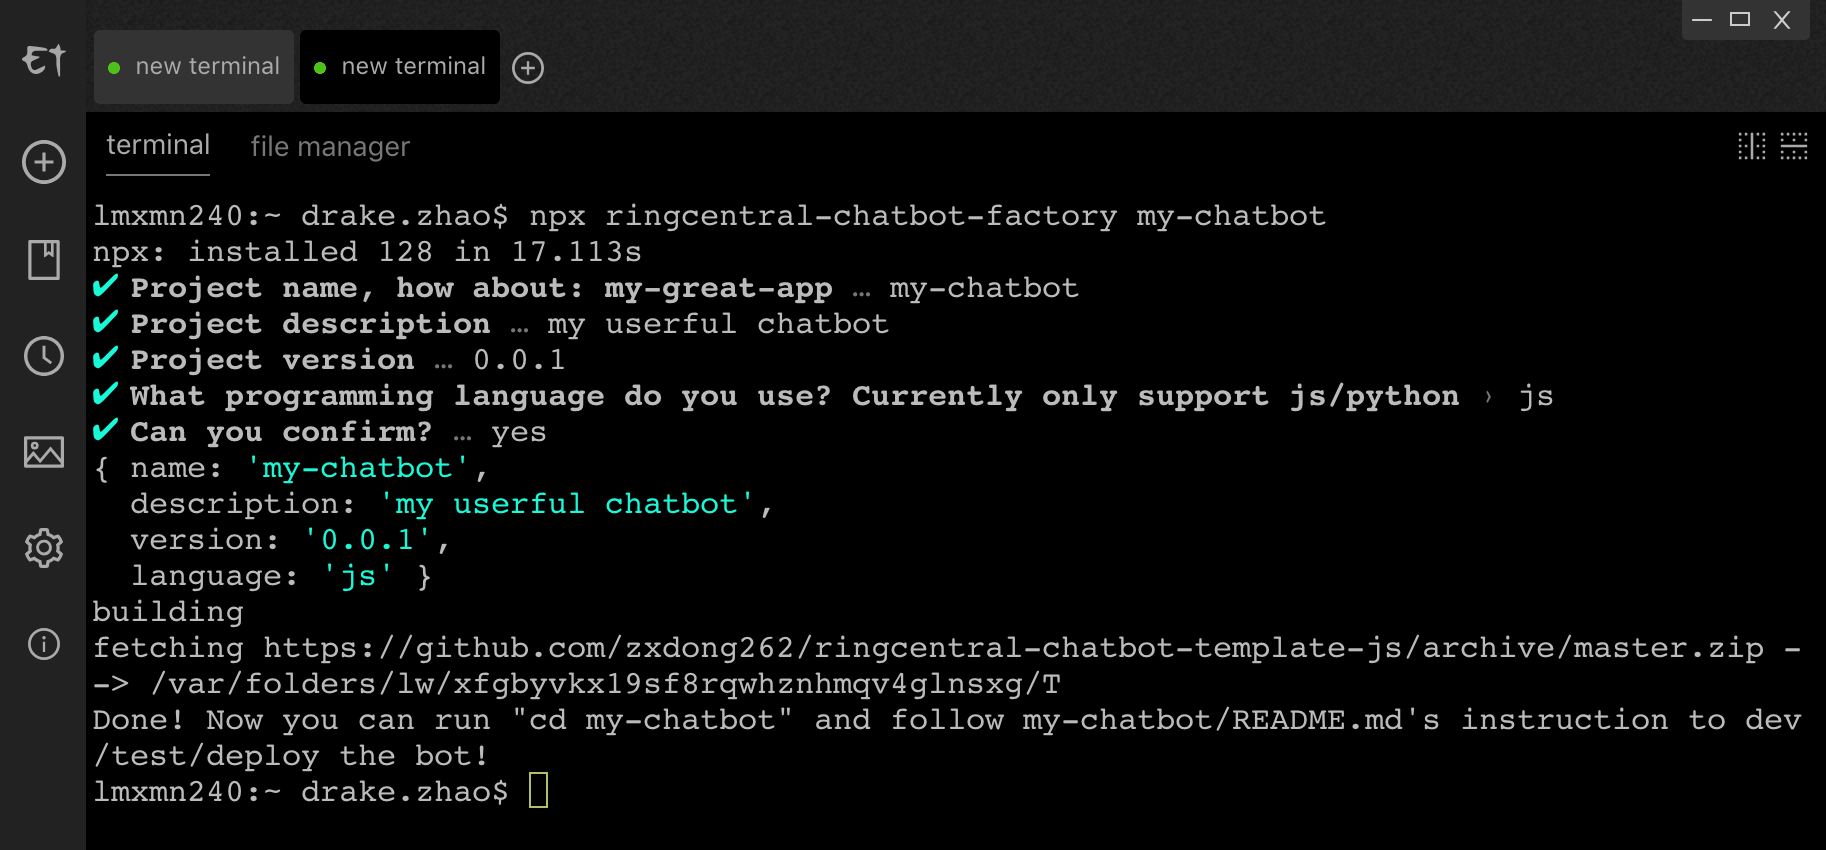 new terminal
new terminal
terminal
file manager
lmxmn240:~ drake.zhao$ npx ringcentral-chatbot-factory my-chatbot
npx: installed 128 in 17.113s
✔ Project name, how about: my-great-app … my-chatbot
✔ Project description … my userful chatbot
✔ Project version … 0.0.1
✔ What programming language do you use? Currently only support js/python › js
✔ Can you confirm? … yes
{ name: 'my-chatbot',
  description: 'my userful chatbot',
  version: '0.0.1',
  language: 'js' }
building
fetching https://github.com/zxdong262/ringcentral-chatbot-template-js/archive/master.zip -
-> /var/folders/lw/xfgbyvkx19sf8rqwhznhmqv4glnsxg/T
Done! Now you can run "cd my-chatbot" and follow my-chatbot/README.md's instruction to dev
/test/deploy the bot!
lmxmn240:~ drake.zhao$